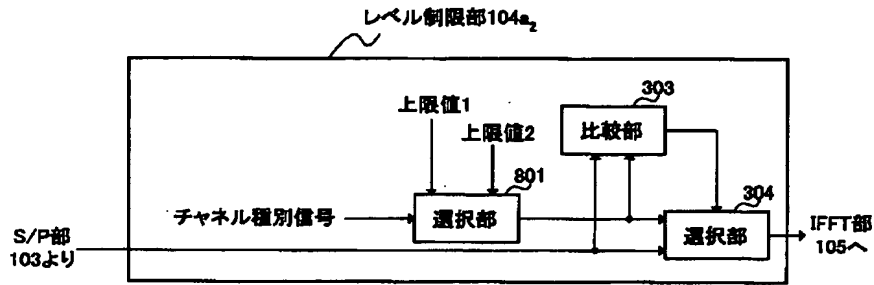 レベル制限部104a2
上限値1
上限値2
303
比較部
801
304
チャネル種別信号
選択部
選択部
S/P部
103より
IFFT部
105へ